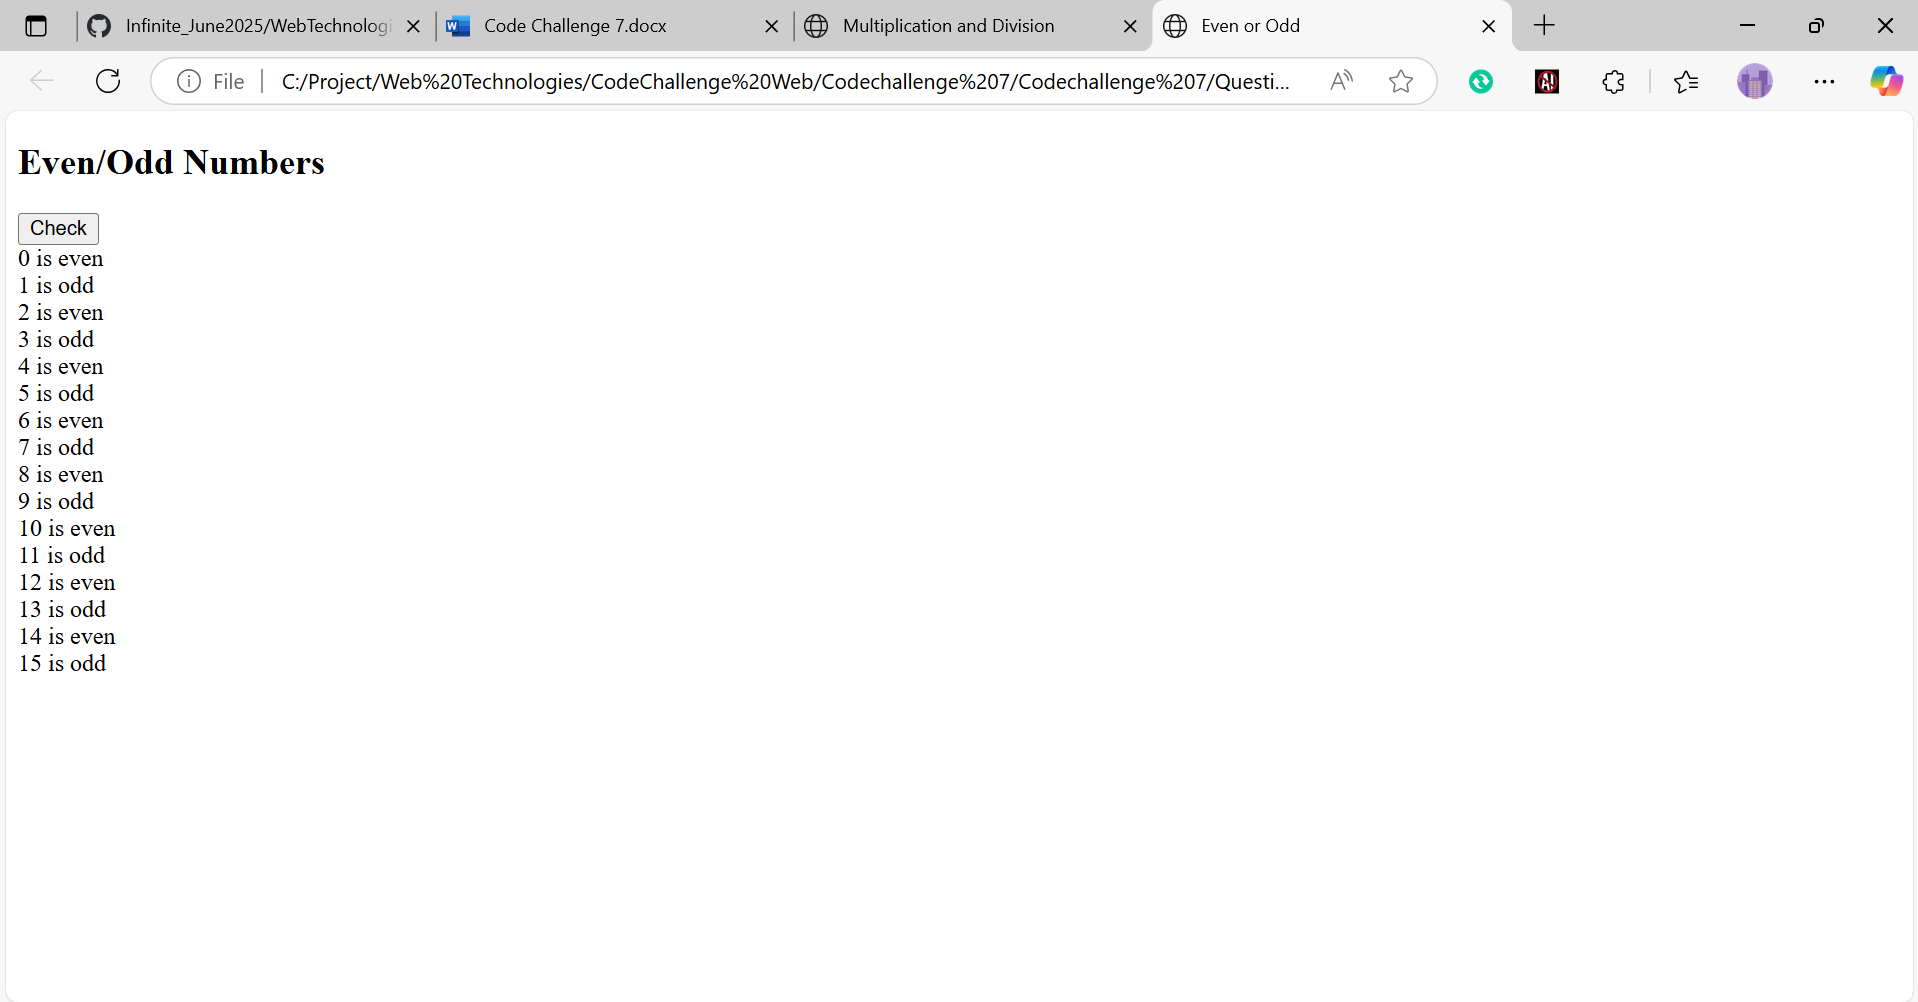 Infinite_June2025/WebTechnologi
Code Challenge 7.docx
Multiplication and Division
Even or Odd
File
C:/Project/Web%20Technologies/CodeChallenge%20Web/Codechallenge%207/Codechallenge%207/Questi...
Even/Odd Numbers
Check
0 is even
1 is odd
2 is even
3 is odd
4 is even
5 is odd
6 is even
7 is odd
8 is even
9 is odd
10 is even
11 is odd
12 is even
13 is odd
14 is even
15 is odd